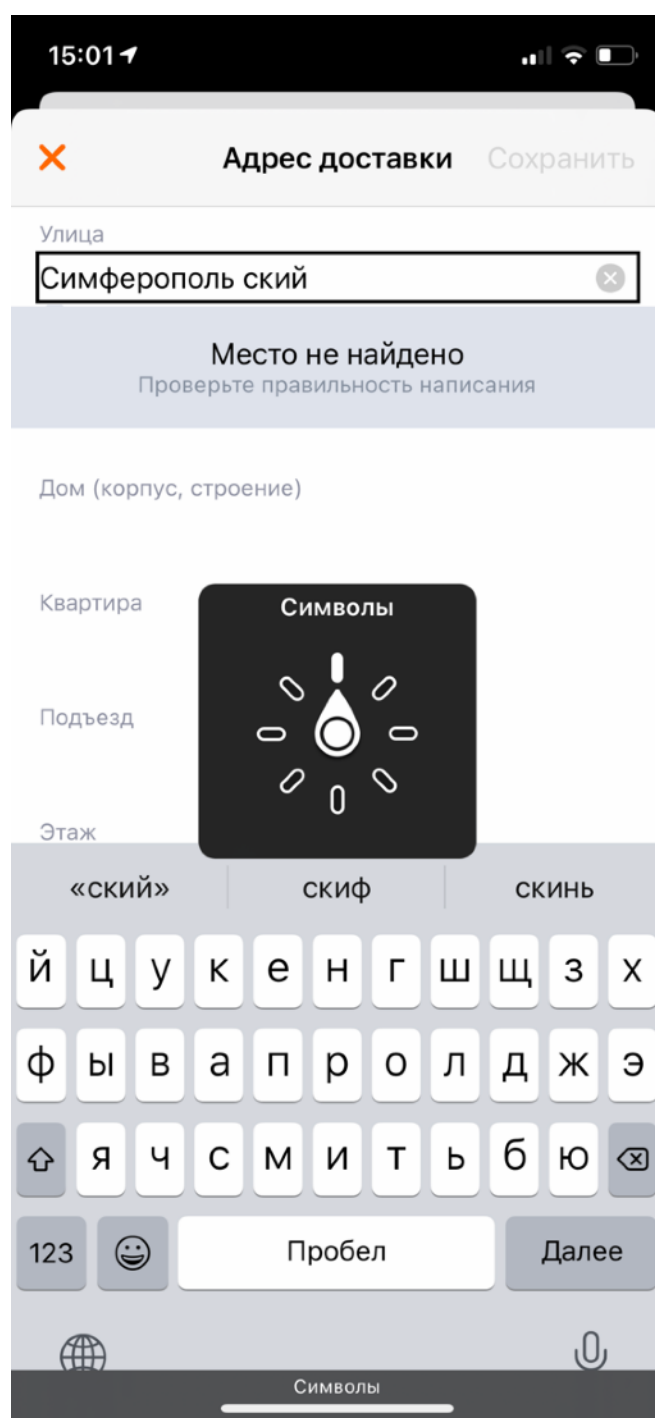 15:01
Адрес доставки Сохранить
Улица
Симферополь ский
Место не найдено
Проверьте правильность написания
Дом (корпус, строение)
Квартира
Символы
Подъезд
Этаж
«ский» скиф скинь
й ц у к е н г ш щ з х
ф ы в а п р о л д ж э
я ч с м и т ь б ю
123 Пробел Далее
Символы